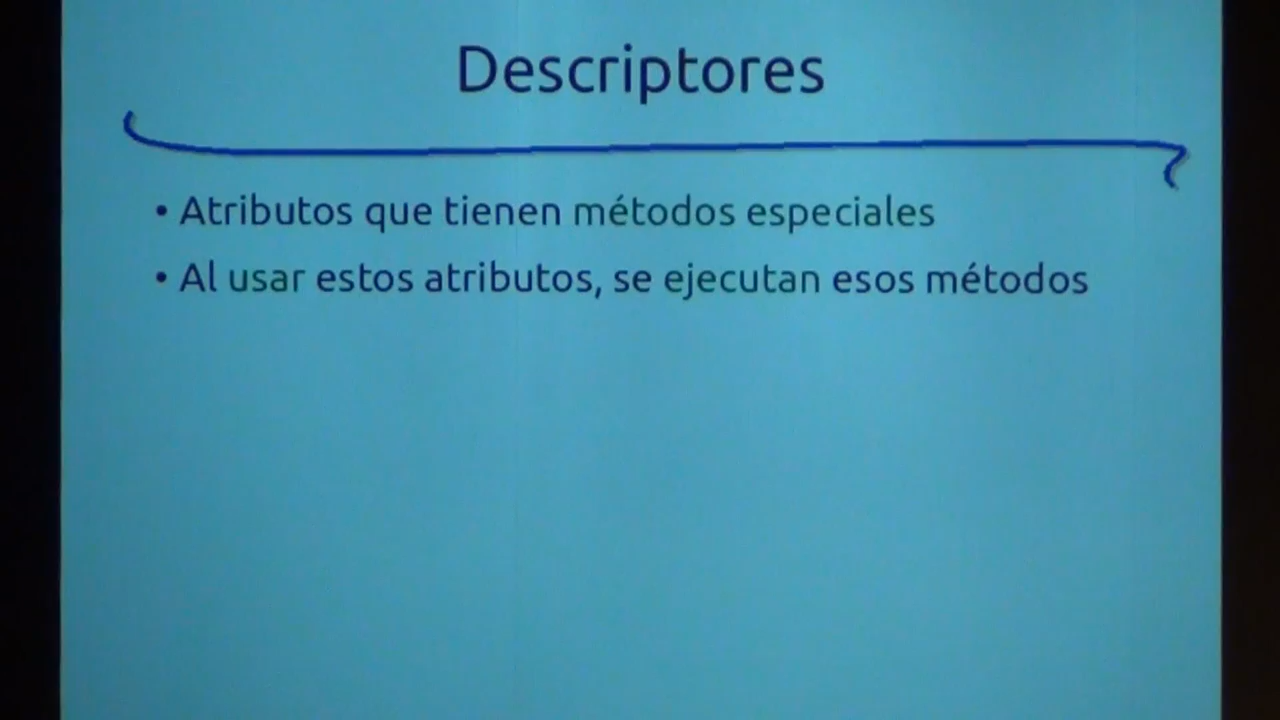 Descriptores
• Atributos que tienen métodos especiales
• Al usar estos atributos, se ejecutan esos métodos